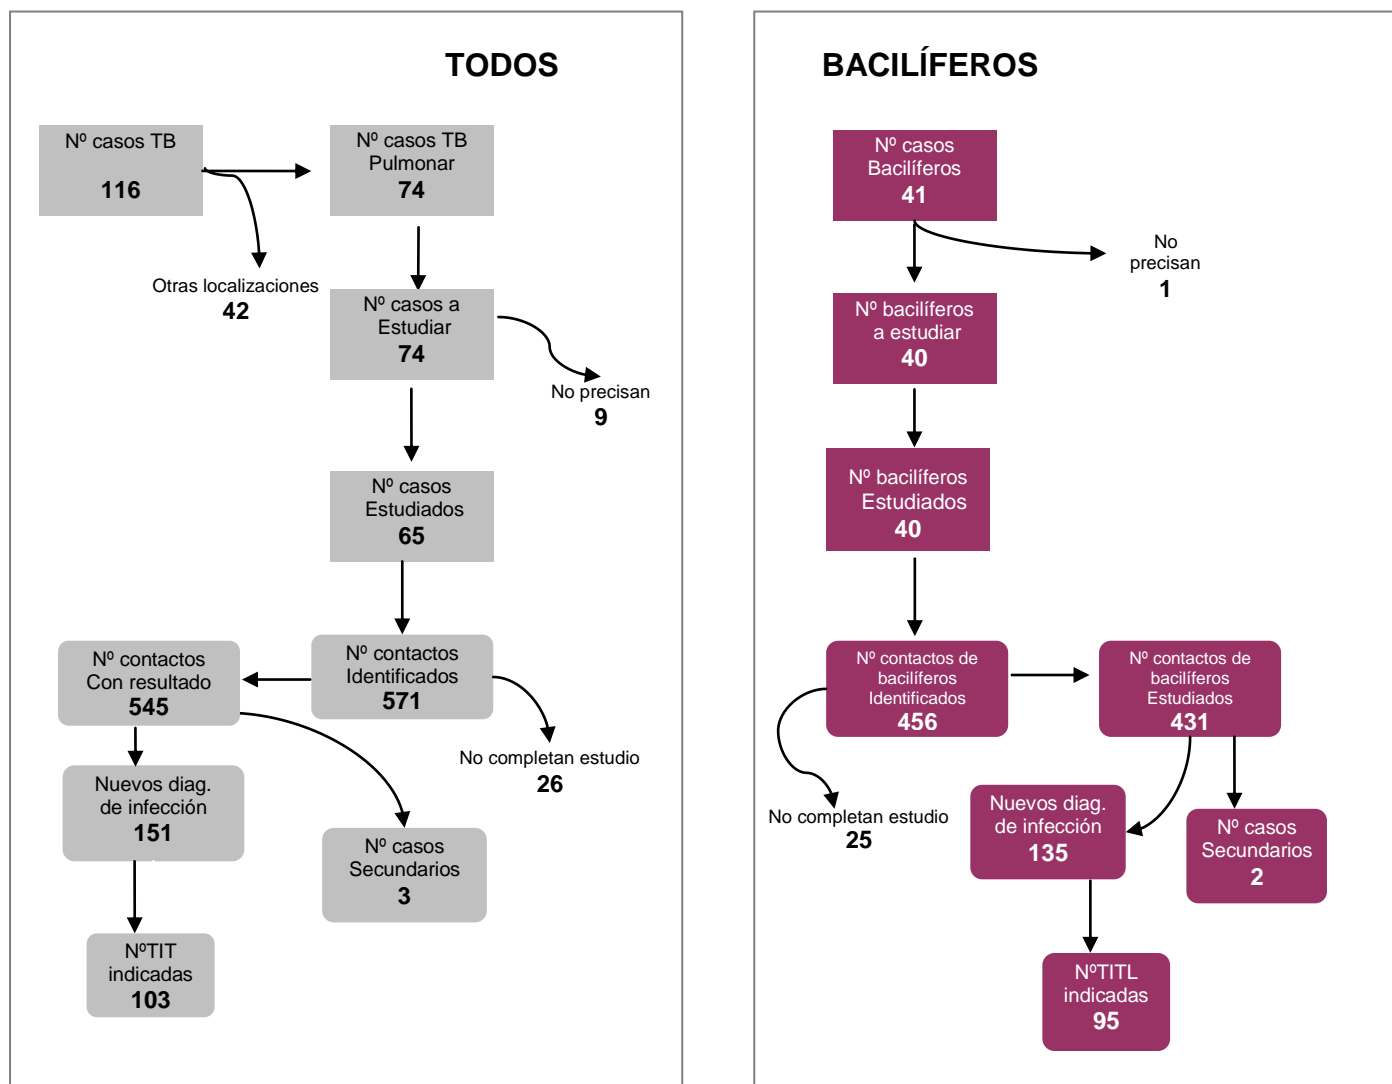 TODOS
Nº casos TB
116
Nº casos TB
Pulmonar
74
Otras localizaciones
42
Nº casos a
Estudiar
74
No precisan
9
Nº casos
Estudiados
65
Nº contactos
Con resultado
545
Nº contactos
Identificados
571
No completan estudio
26
Nuevos diag.
de infección
151
Nº casos
Secundarios
3
NºTIT
indicadas
103
BACILÍFEROS
Nº casos
Bacilíferos
41
No
precisan
1
Nº bacilíferos
a estudiar
40
Nº bacilíferos
Estudiados
40
Nº contactos de
bacilíferos
Identificados
456
Nº contactos de
bacilíferos
Estudiados
431
No completan estudio
25
Nuevos diag.
de infección
135
Nº casos
Secundarios
2
NºTITL
indicadas
95